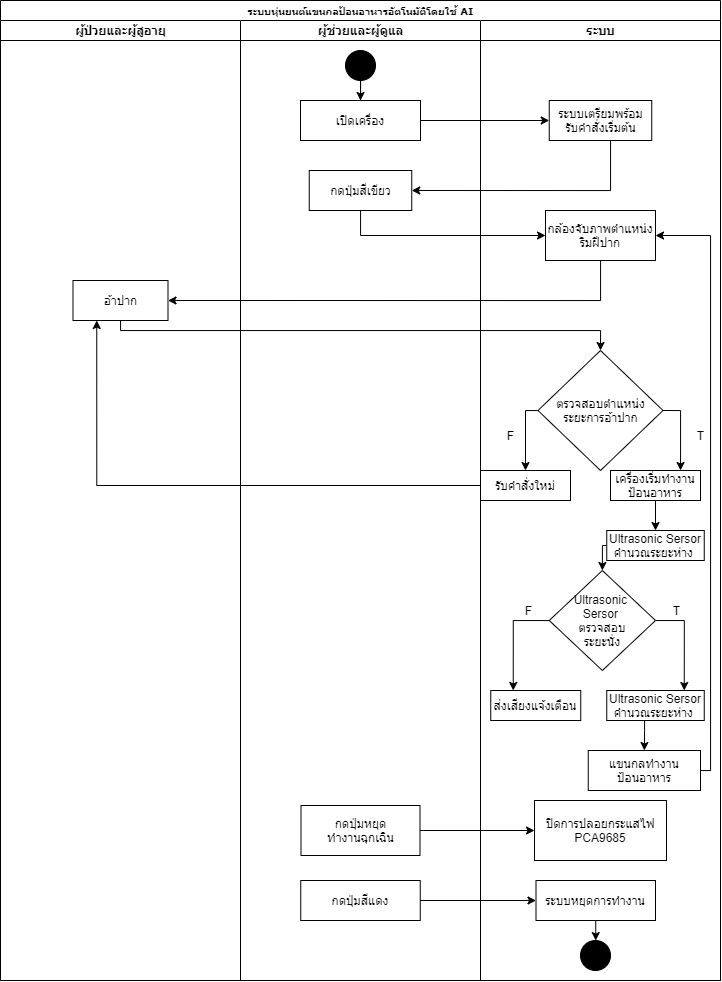 ระบบหุ่นยนต์แขนกลป้อนอาหารอัตโนมัติโดยใช้ AI
ผู้ป่วยและผู้สูอายุ
ผู้ช่วยและผู้ดูแล
ระบบ
เปิดเครื่อง
ระบบเตรียมพร้อม
รับคำสั่งเริ่มต้น
กดปุ่มสีเขียว
กล้องจับภาพตำแหน่ง
ริมฝีปาก
อ้าปาก
ตรวจสอบตำแหน่ง
ระยะการอ้าปาก
F
T
รับคำสั่งใหม่
เครื่องเริ่มทำงาน
ป้อนอาหาร
Ultrasonic Sersor
คำนวณระยะห่าง
Ultrasonic
Sersor
ตรวจสอบ
ระยะนั่ง
F
T
ส่งเสียงแจ้งเตือน
Ultrasonic Sersor
คำนวณระยะห่าง
แขนกลทำงาน
ป้อนอาหาร
กดปุ่มหยุด
ทำงานฉุกเฉิน
ปิดการปลอยกระแสไฟ
PCA9685
กดปุ่มสีแดง
ระบบหยุดการทำงาน